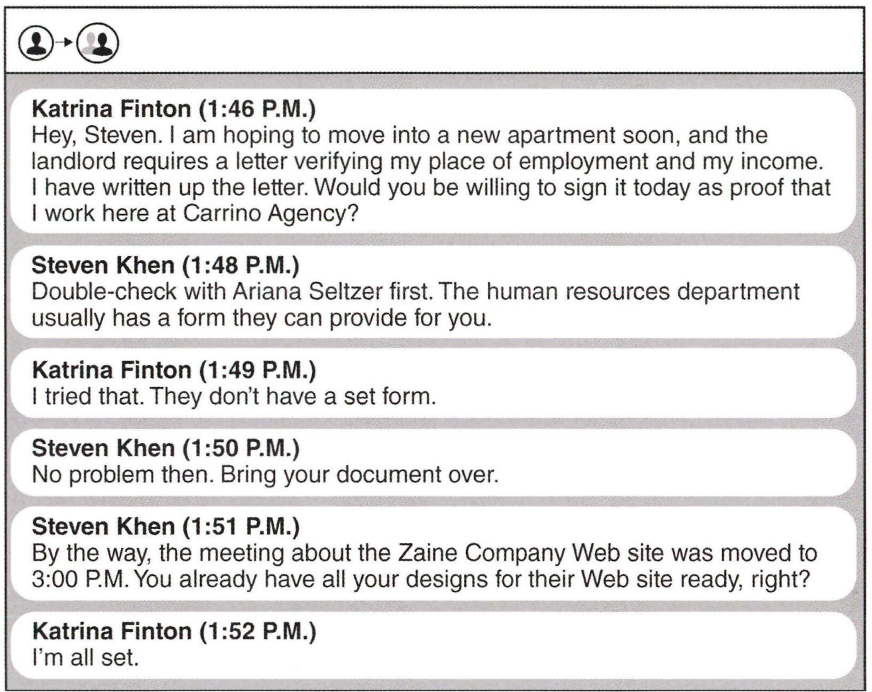 Katrina Finton (1:46 P.M.)
Hey, Steven. I am hoping to move into a new apartment soon, and the
landlord requires a letter verifying my place of employment and my income.
I have written up the letter. Would you be willing to sign it today as proof that
I work here at Carrino Agency?
Steven Khen (1:48 P.M.)
Double-check with Ariana Seltzer first. The human resources department
usually has a form they can provide for you.
Katrina Finton (1:49 P.M.)
I tried that. They don't have a set form.
Steven Khen (1:50 P.M.)
No problem then. Bring your document over.
Steven Khen (1:51 P.M.)
By the way, the meeting about the Zaine Company Web site was moved to
3:00 P.M. You already have all your designs for their Web site ready, right?
Katrina Finton (1:52 P.M.)
I'm all set.